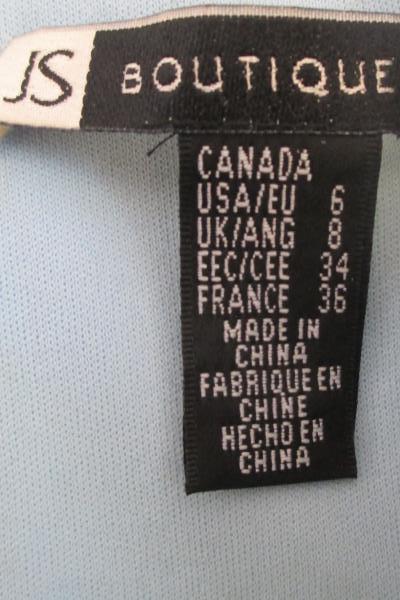 JS BOUTIQUE
CANADA
USA/EU 6
UK/ANG 8
EEC/CEE 34
FRANCE 36
MADE IN
CHINA
FABRIQUE EN
CHINE
HECHO EN
CHINA